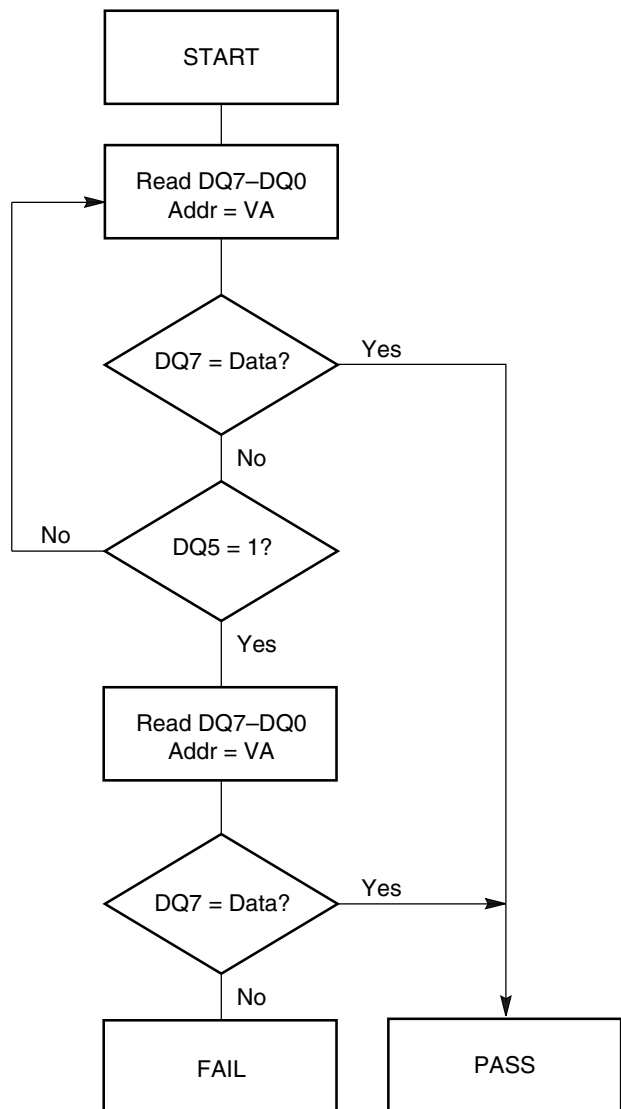 START
Read DQ7–DQ0
Addr = VA
DQ7 = Data?
Yes
No
No
DQ5 = 1?
Yes
Read DQ7–DQ0
Addr = VA
DQ7 = Data?
Yes
No
FAIL
PASS